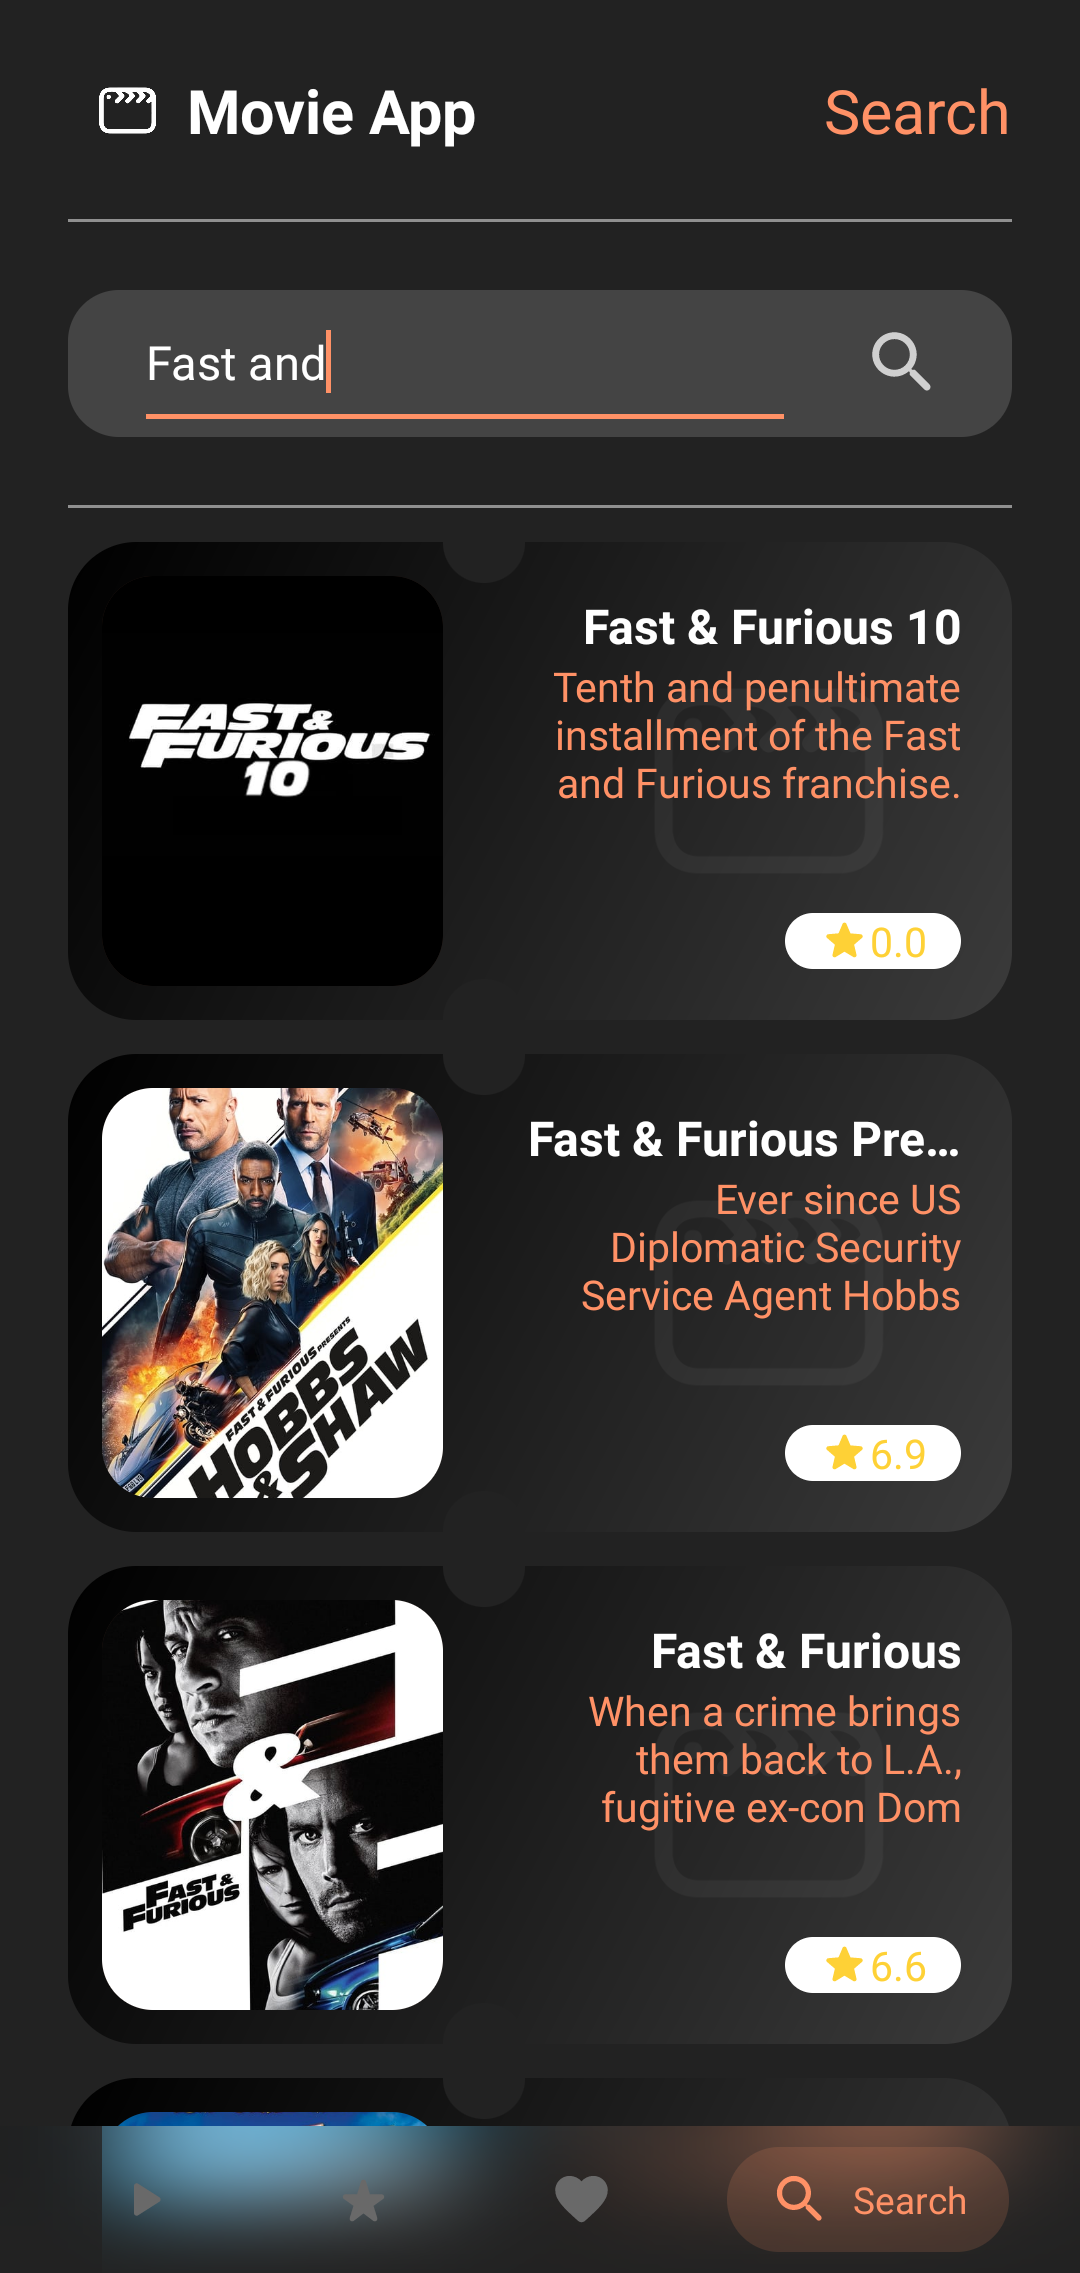 Movie App
Search
Fast and
FAST &
FURIOUS
10
Fast & Furious 10
Tenth and penultimate
installment of the Fast
and Furious franchise.
0.0
FAST & FURIOUS PRESENTS
HOBBS
& SHAW
Fast & Furious Pre...
Ever since US
Diplomatic Security
Service Agent Hobbs
6.9
&
FAST &
FURIOUS
Fast & Furious
When a crime brings
them back to L.A.,
fugitive ex-con Dom
6.6
Search